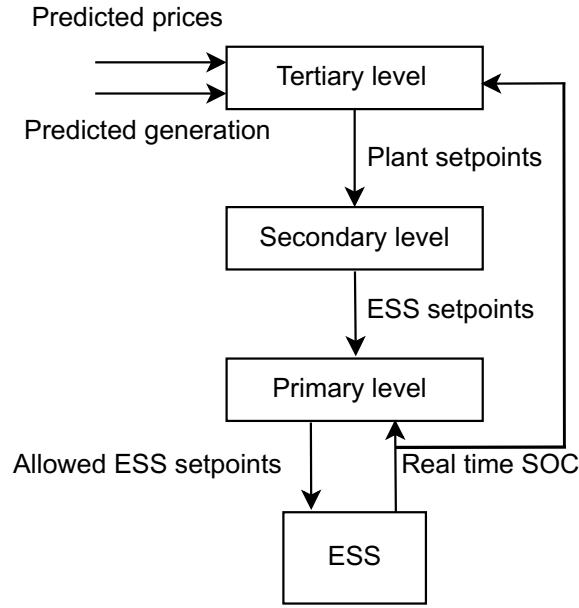 Predicted prices
Tertiary level
Predicted generation
Plant setpoints
Secondary level
ESS setpoints
Primary level
Allowed ESS setpoints
Real time SOC
ESS